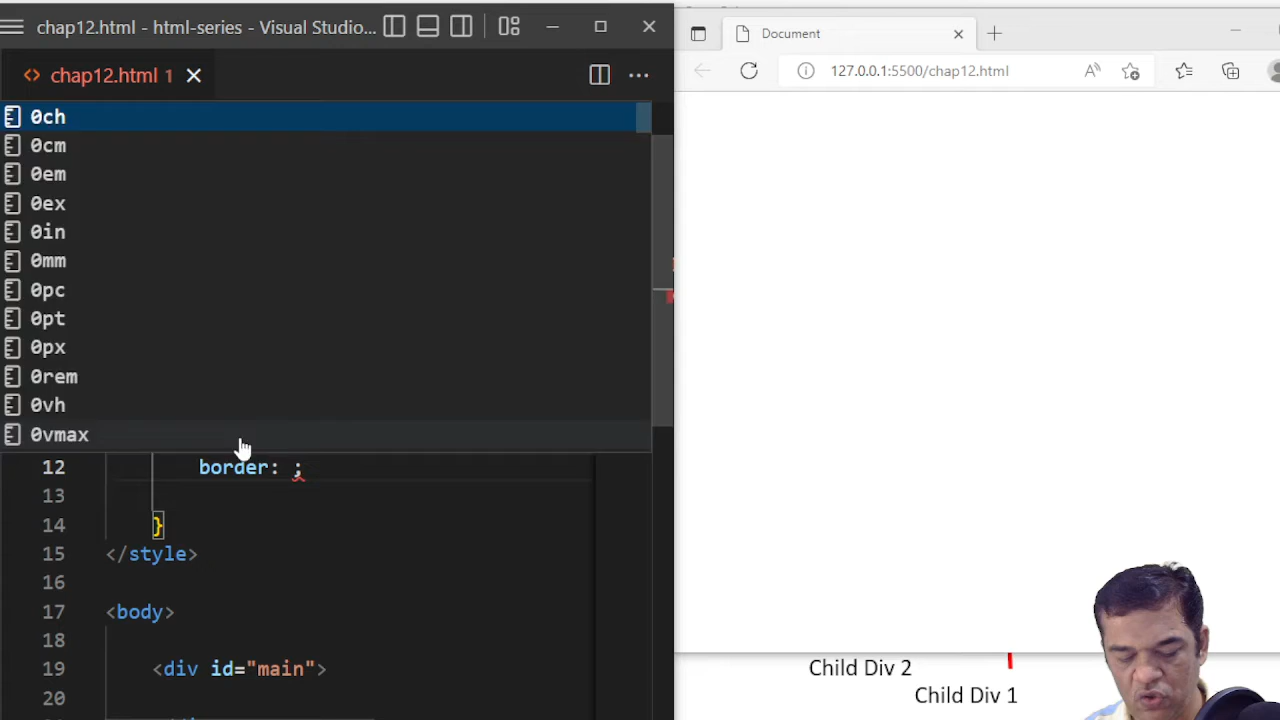 chap12.html - html-series - Visual Studio...
chap12.html 1
0ch
0cm
0em
0ex
0in
0mm
0pc
0pt
0px
0rem
0vh
0vmax
12 border: ;
13
14 }
15 </style>
16
17 <body>
18
19 <div id="main">
20
Document
127.0.0.1:5500/chap12.html
Child Div 2
Child Div 1